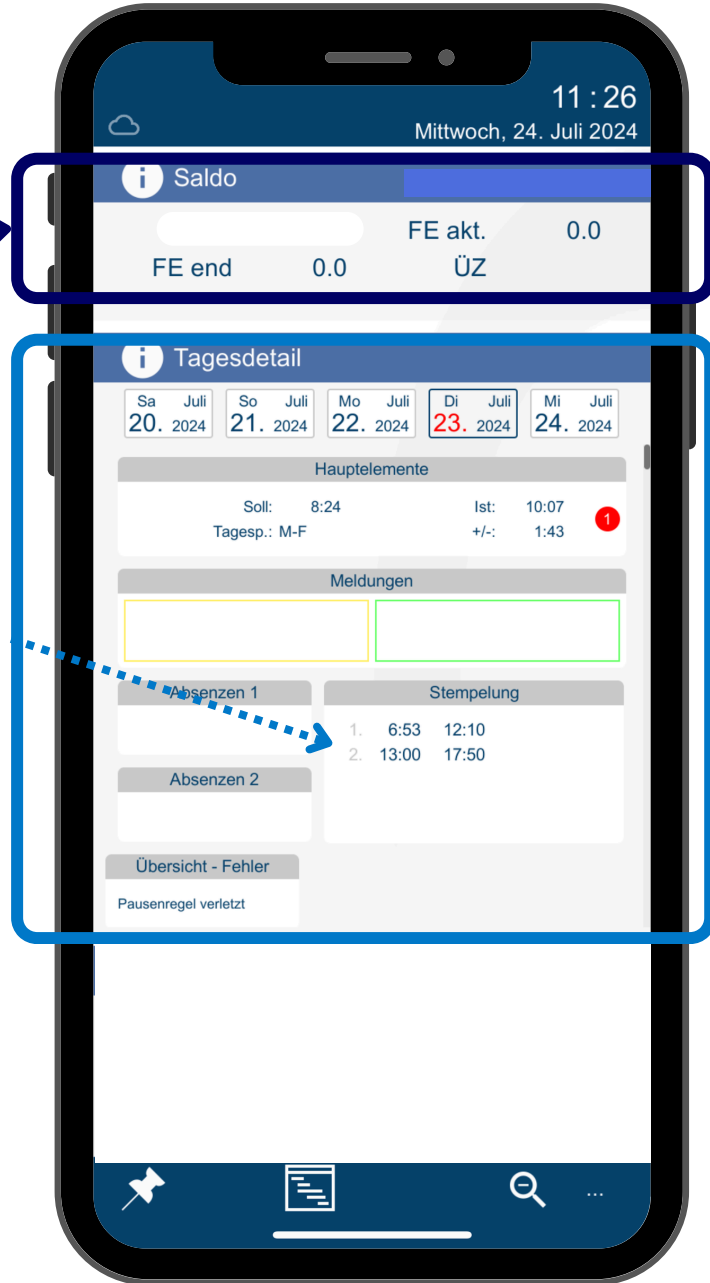 11 : 26
Mittwoch, 24. Juli 2024
i Saldo
FE akt. 0.0
FE end 0.0 ÜZ
i Tagesdetail
Sa Juli So Juli Mo Juli Di Juli Mi Juli
20. 2024 21. 2024 22. 2024 23. 2024 24. 2024
Hauptelemente
Soll: 8:24 Ist: 10:07
1
Tagesp.: M-F +/-: 1:43
Meldungen
Absenzen 1 Stempelung
1. 6:53 12:10
2. 13:00 17:50
Absenzen 2
Übersicht - Fehler
Pausenregel verletzt
...